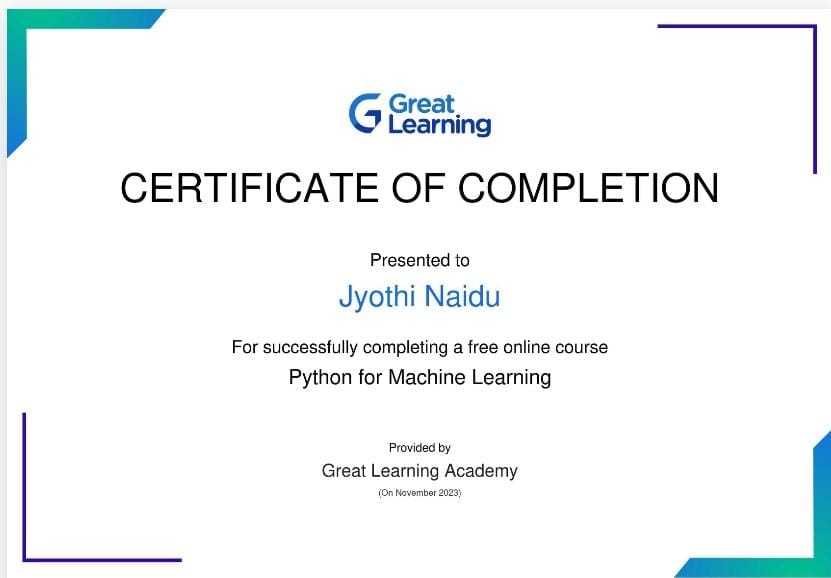 Great
Learning
CERTIFICATE OF COMPLETION
Presented to
Jyothi Naidu
For successfully completing a free online course
Python for Machine Learning
Provided by
Great Learning Academy
(On November 2023)